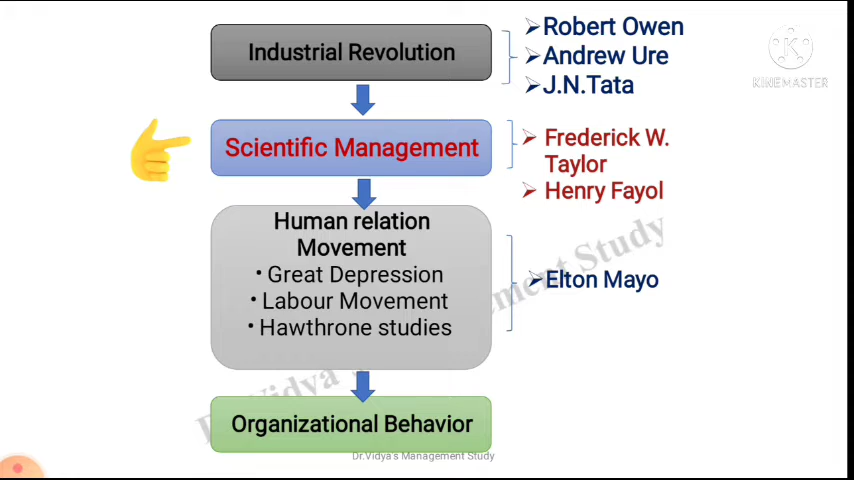 Industrial Revolution
➢Robert Owen
➢Andrew Ure
➢J.N.Tata
KINEMASTER
Scientific Management
➢ Frederick W.
Taylor
➢ Henry Fayol
Human relation
Movement
• Great Depression
• Labour Movement
• Hawthrone studies
➢Elton Mayo
Organizational Behavior
Dr.Vidya's Management Study